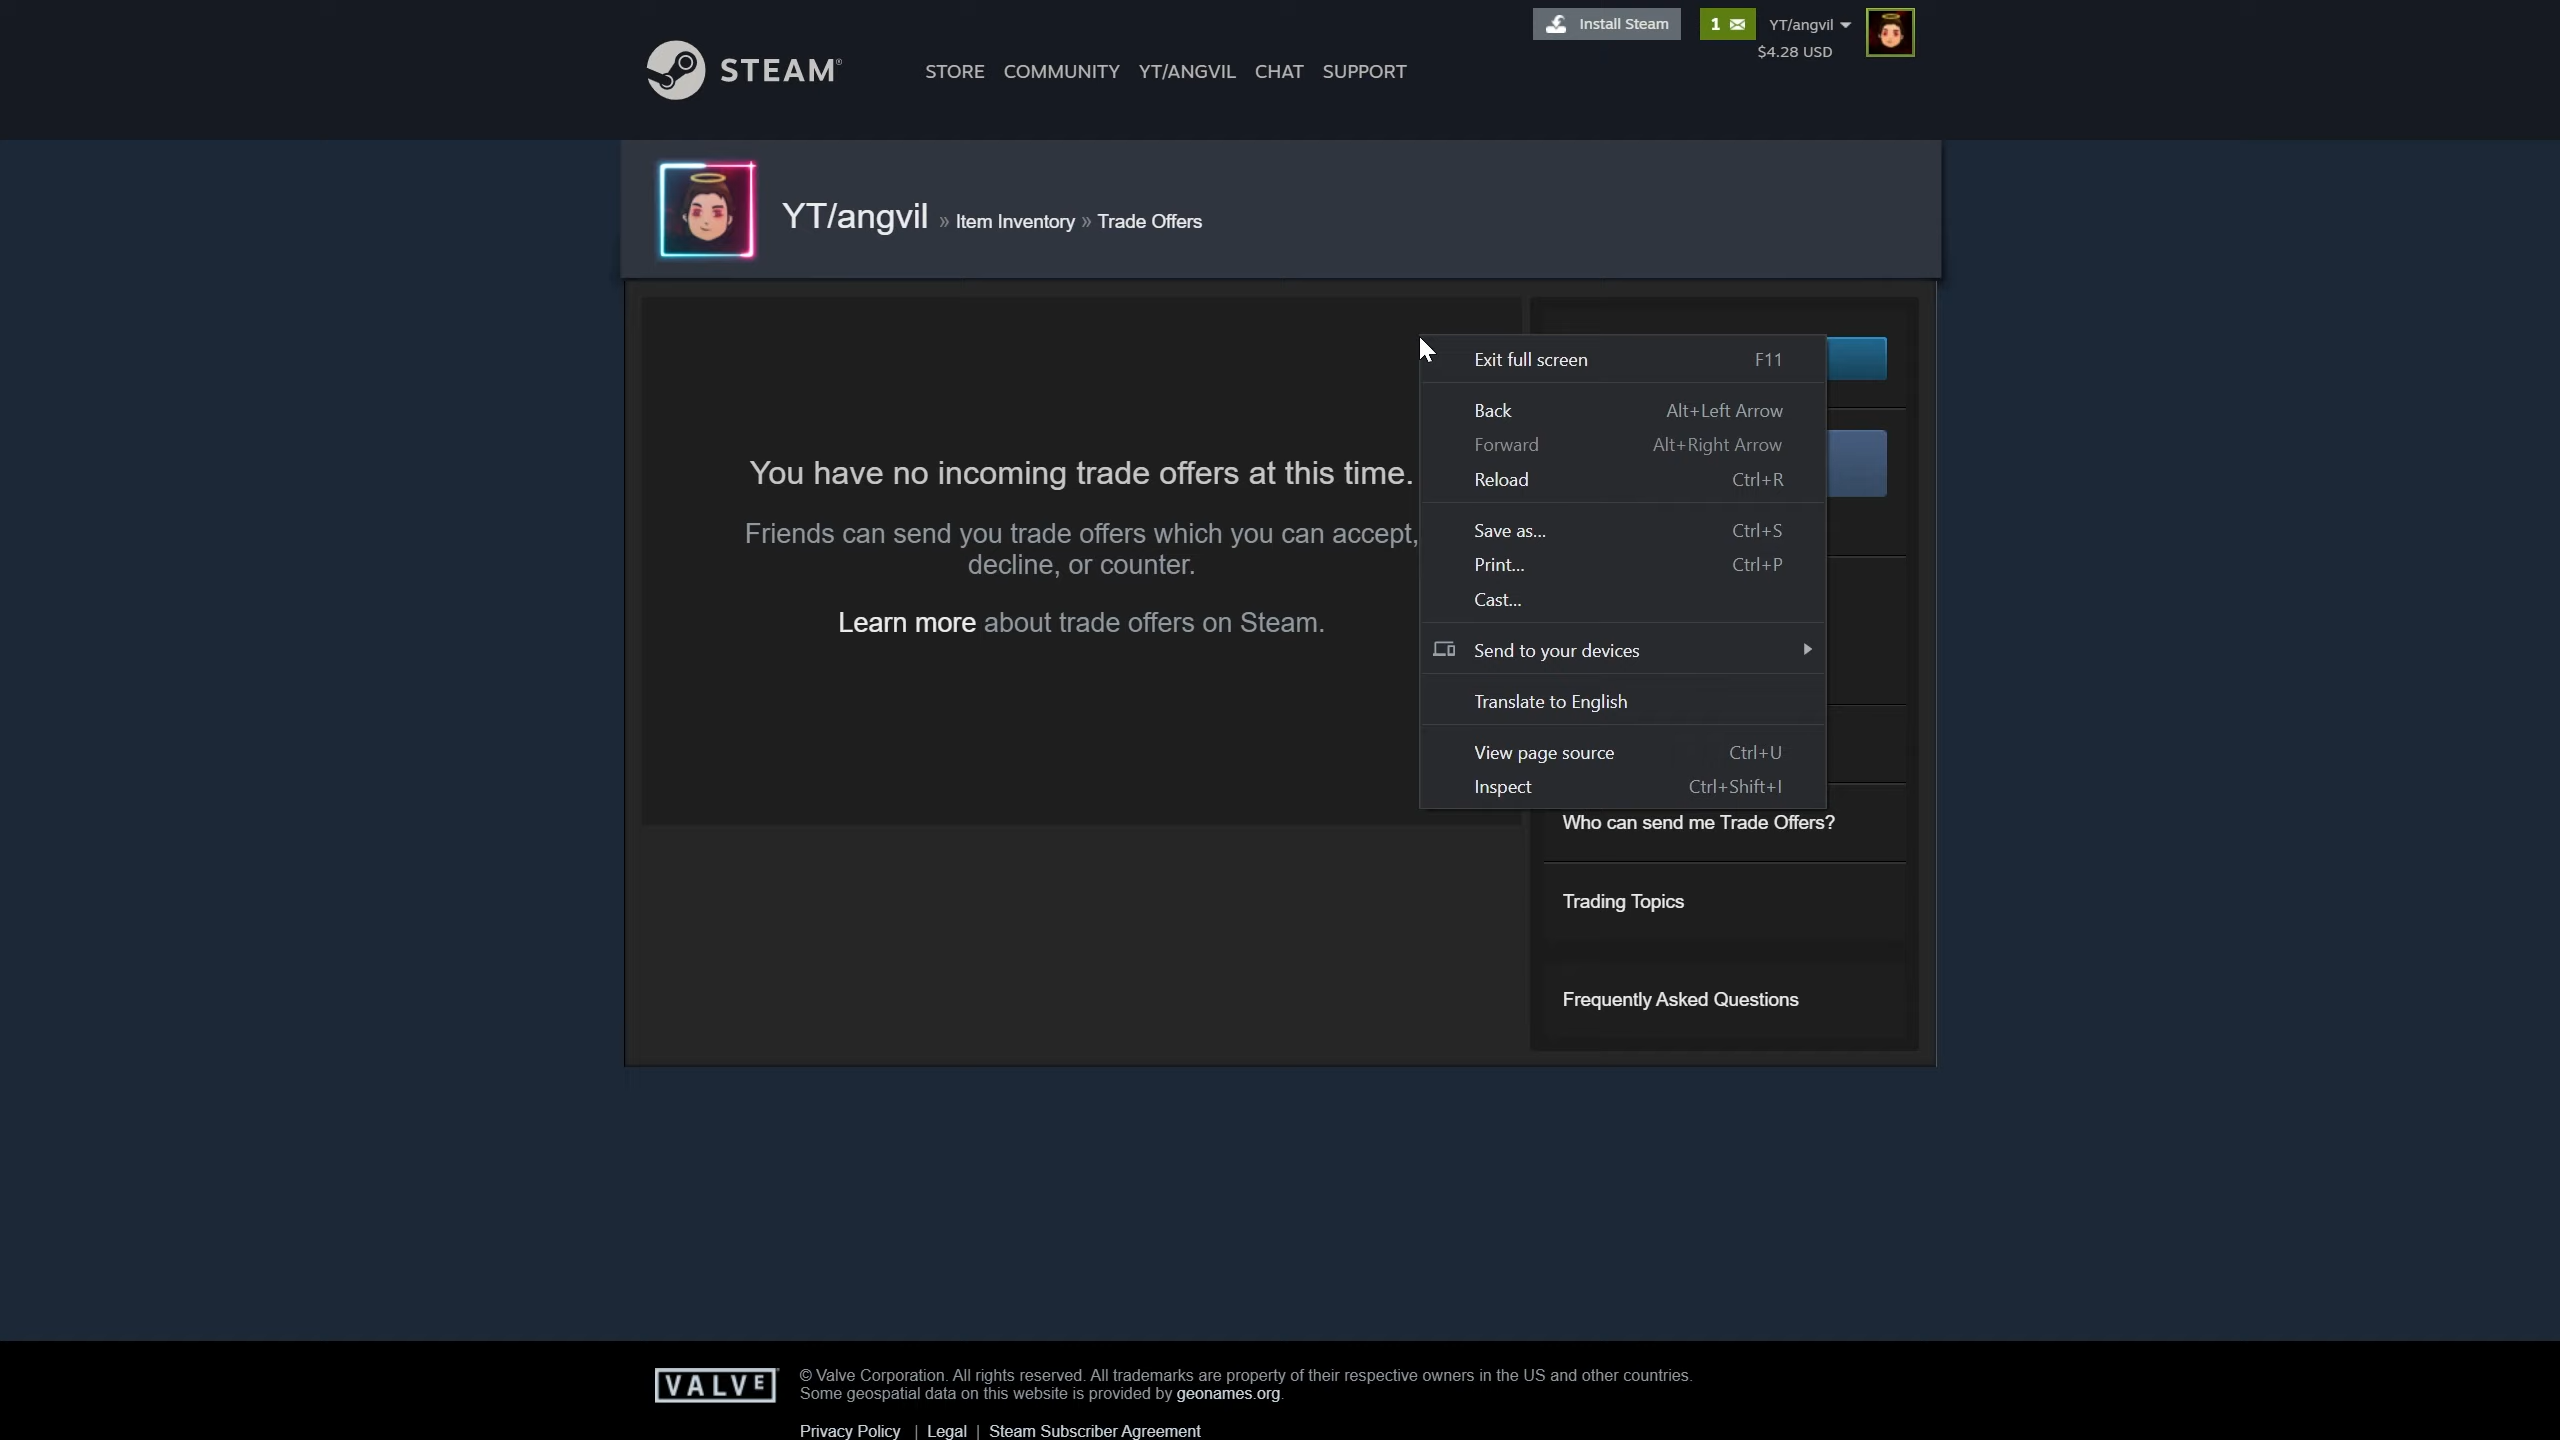 Install Steam
1
YT/angvil
$4.28 USD
STEAM®
STORE COMMUNITY YT/ANGVIL CHAT SUPPORT
YT/angvil » Item Inventory » Trade Offers
You have no incoming trade offers at this time.
Friends can send you trade offers which you can accept,
decline, or counter.
Learn more about trade offers on Steam.
Exit full screen F11
Back Alt+Left Arrow
Forward Alt+Right Arrow
Reload Ctrl+R
Save as... Ctrl+S
Print... Ctrl+P
Cast...
Send to your devices
Translate to English
View page source Ctrl+U
Inspect Ctrl+Shift+I
Who can send me Trade Offers?
Trading Topics
Frequently Asked Questions
VALVE
© Valve Corporation. All rights reserved. All trademarks are property of their respective owners in the US and other countries.
Some geospatial data on this website is provided by geonames.org.
Privacy Policy | Legal | Steam Subscriber Agreement